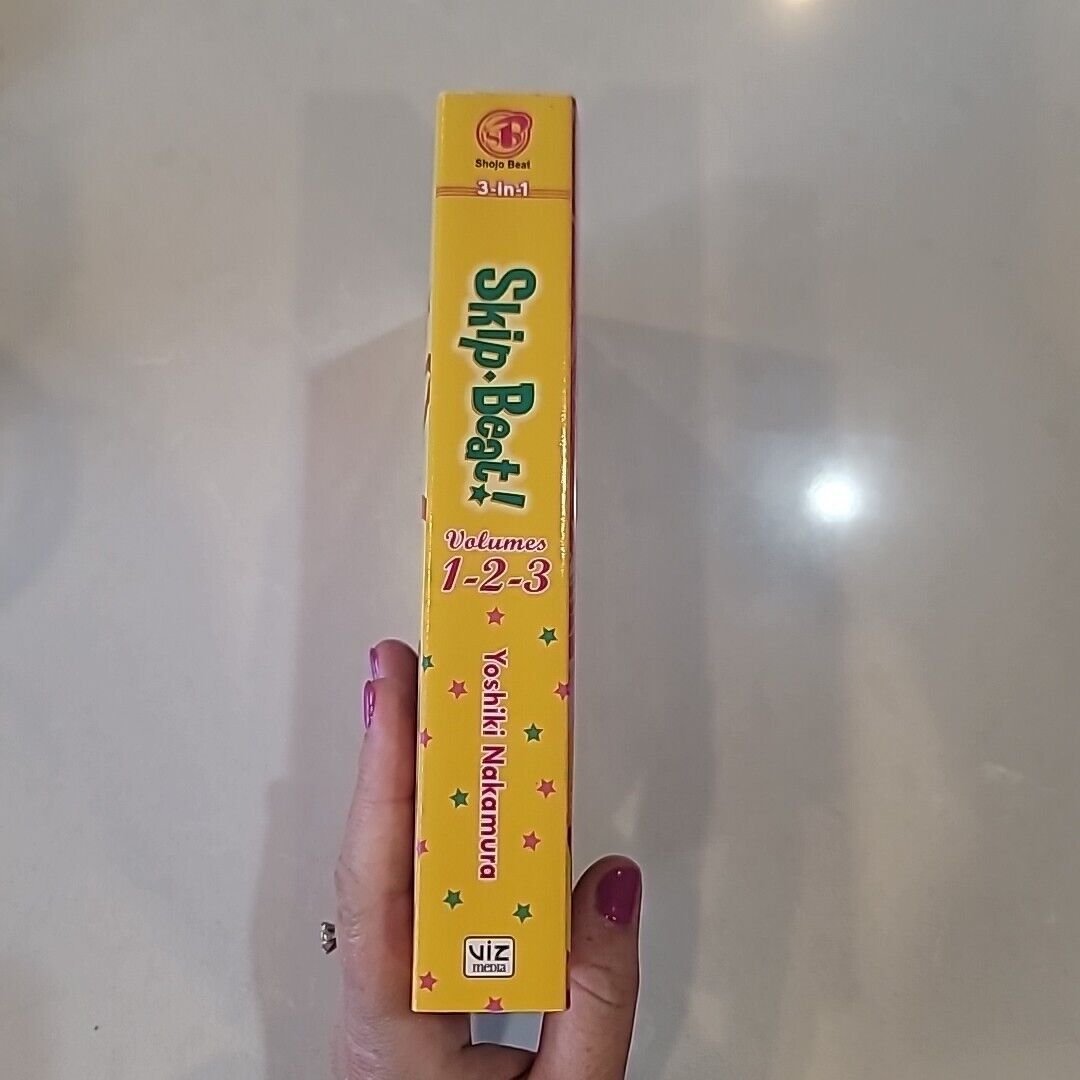 SB
Shojo Beat
3-in-1
Skip·Beat!
Volumes
1-2-3
Yoshiki Nakamura
VIZ
media